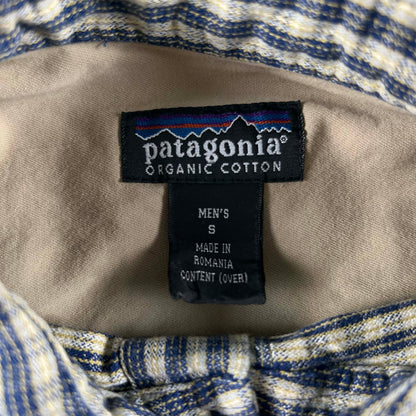 patagonia®
ORGANIC COTTON
MEN'S
S
MADE IN
ROMANIA
CONTENT (OVER)